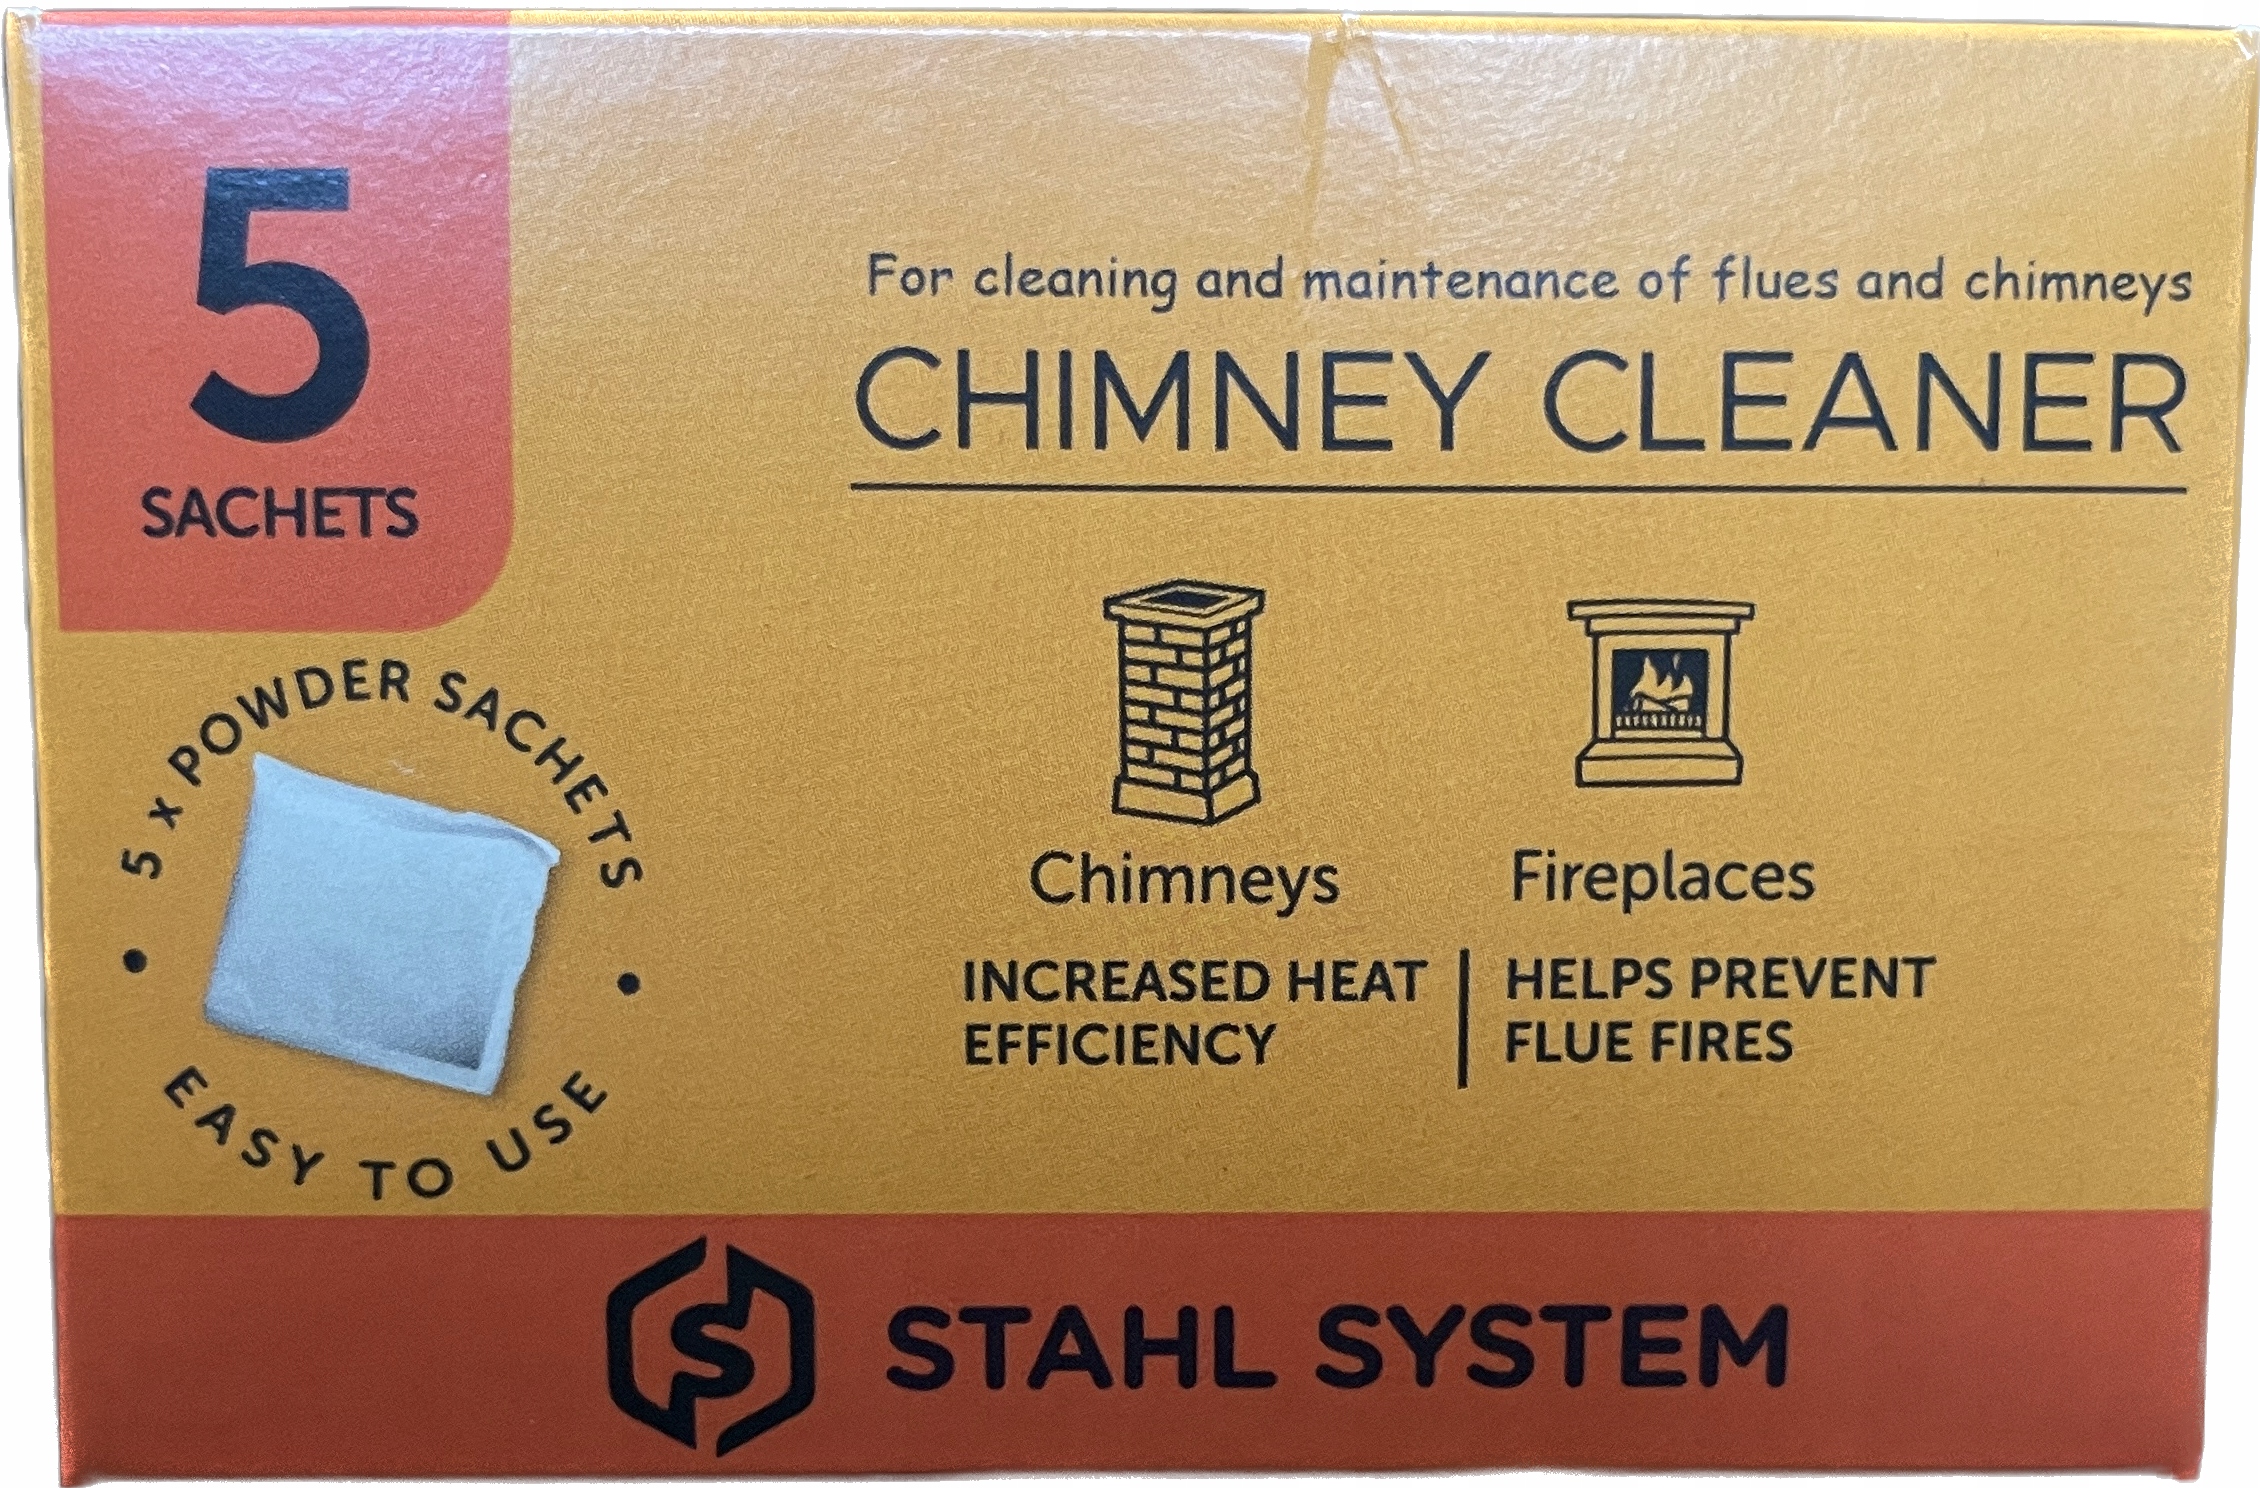 5
SACHETS
For cleaning and maintenance of flues and chimneys
CHIMNEY CLEANER
5 x POWDER SACHETS
• EASY TO USE •
Chimneys
Fireplaces
INCREASED HEAT
EFFICIENCY
HELPS PREVENT
FLUE FIRES
S STAHL SYSTEM